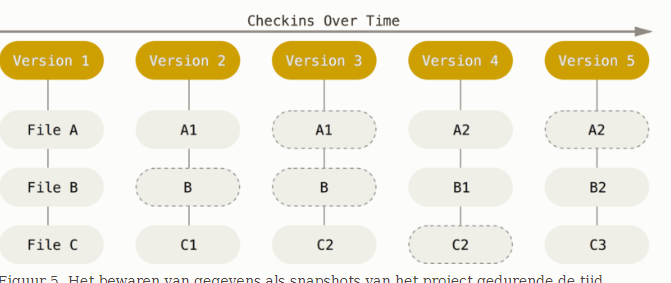 Checkins Over Time
Version 1 Version 2 Version 3 Version 4 Version 5
File A A1 A1 A2 A2
File B B B B1 B2
File C C1 C2 C2 C3
Figuur 5. Het bewaren van gegevens als snapshots van het project gedurende de tijd